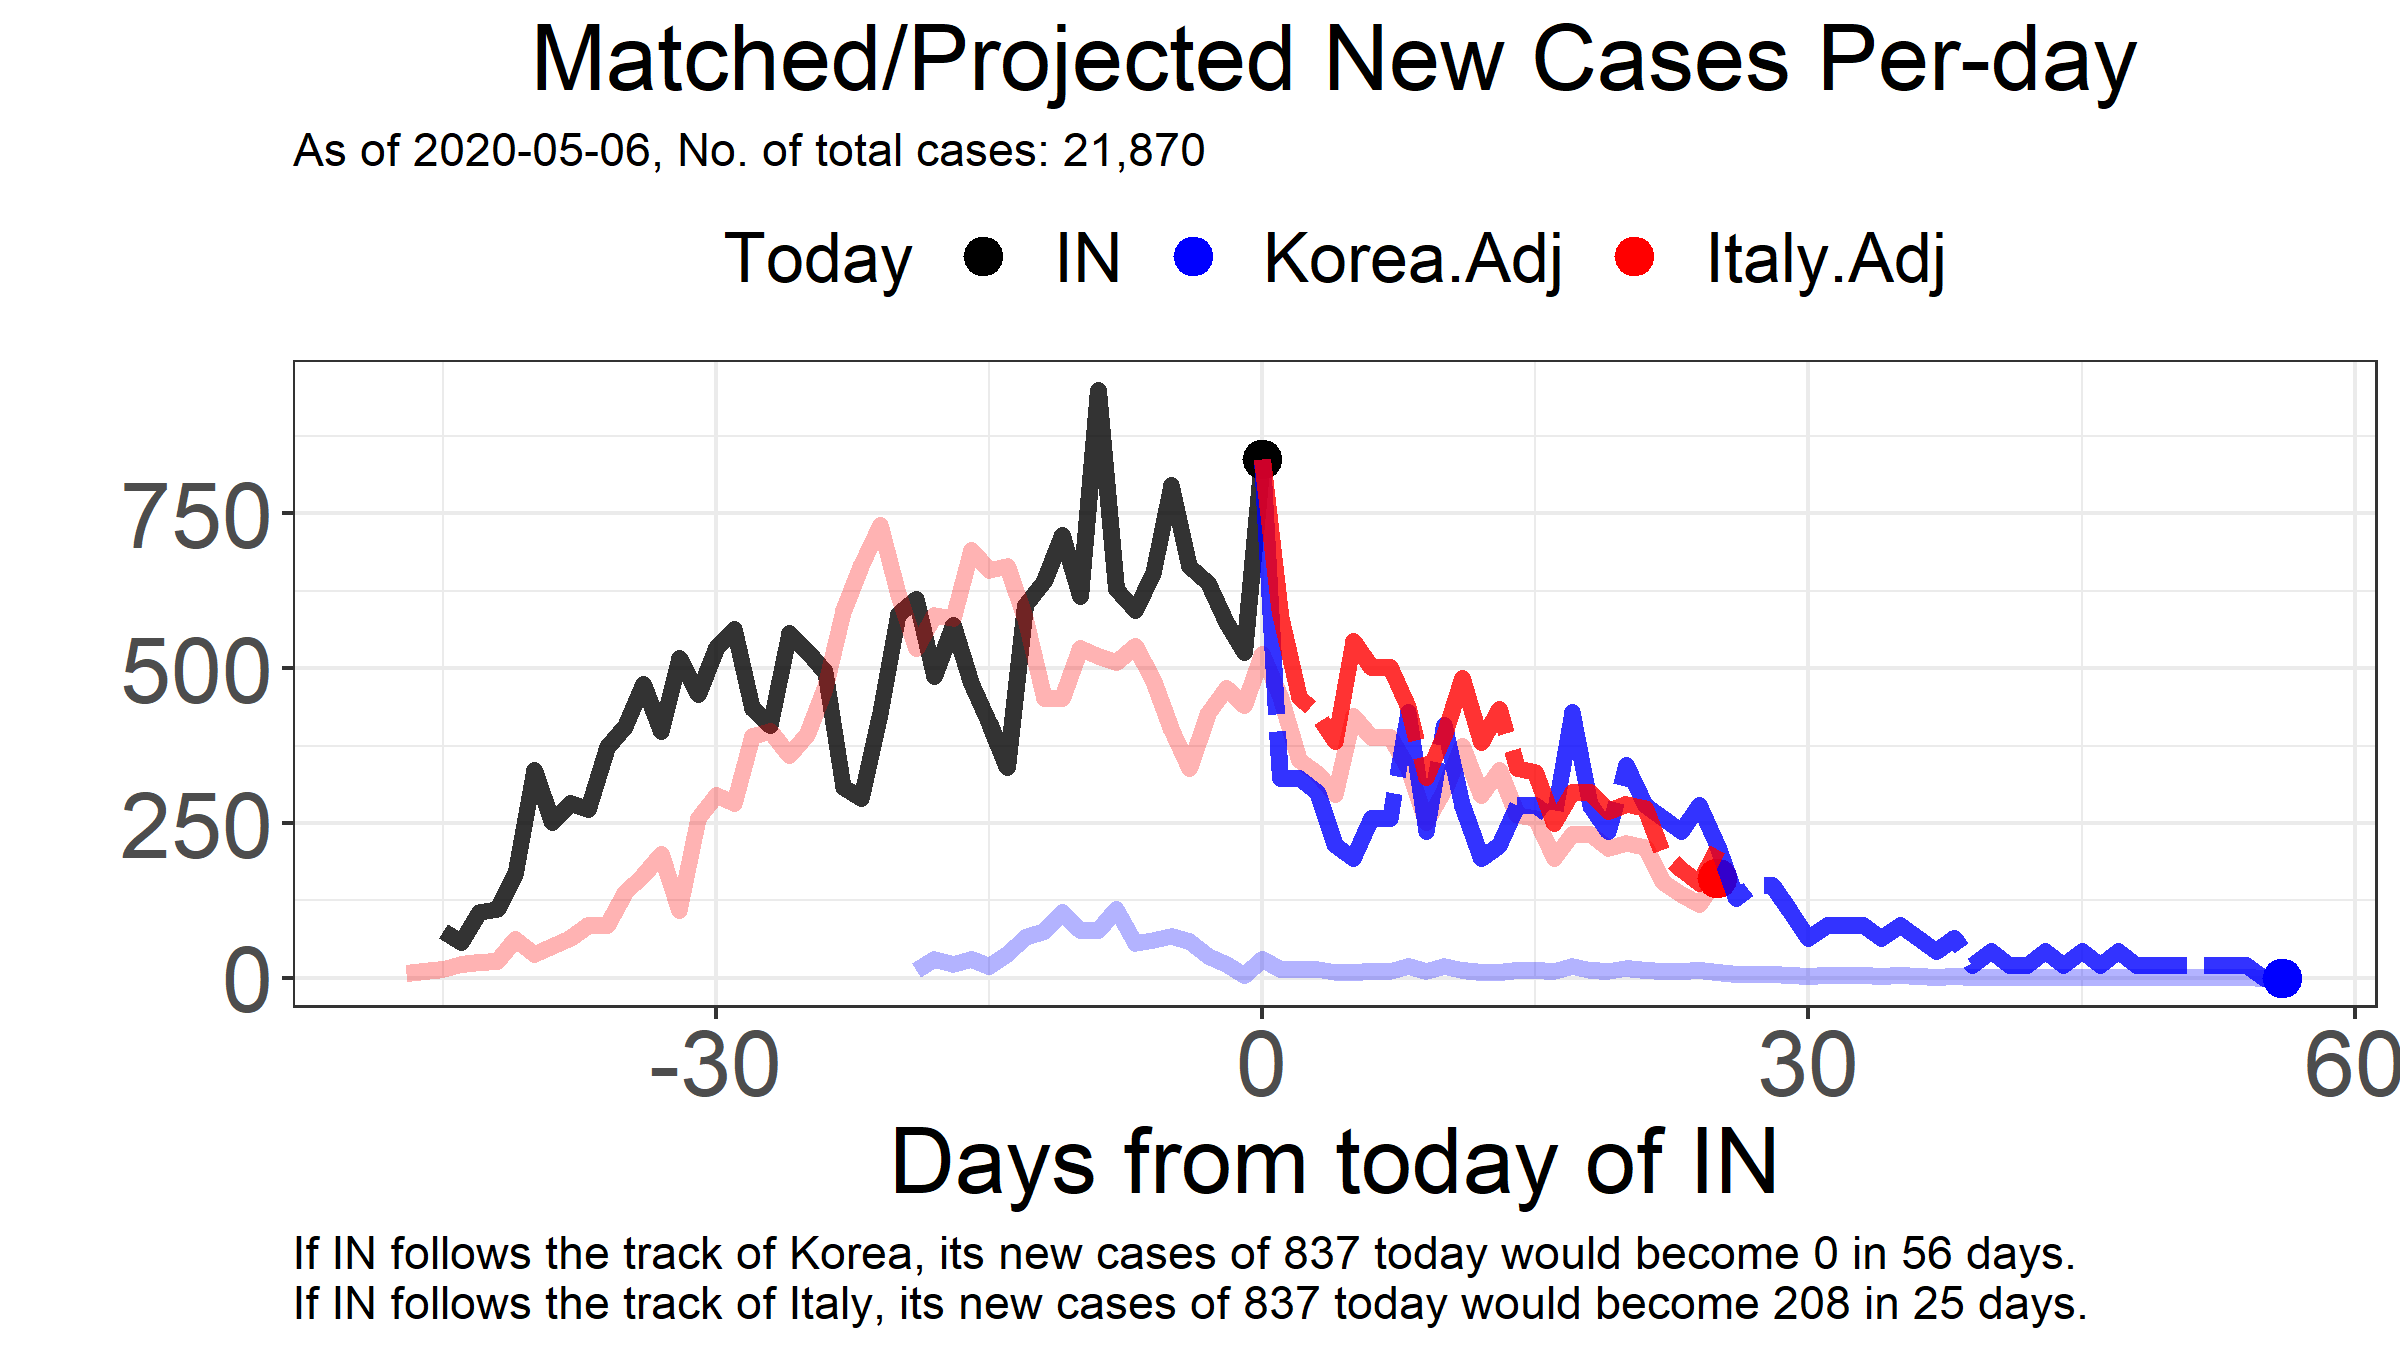 Matched/Projected New Cases Per-day
As of 2020-05-06, No. of total cases: 21,870
Today IN Korea.Adj Italy.Adj
750
500
250
0
-30 0 30 60
Days from today of IN
If IN follows the track of Korea, its new cases of 837 today would become 0 in 56 days.
If IN follows the track of Italy, its new cases of 837 today would become 208 in 25 days.